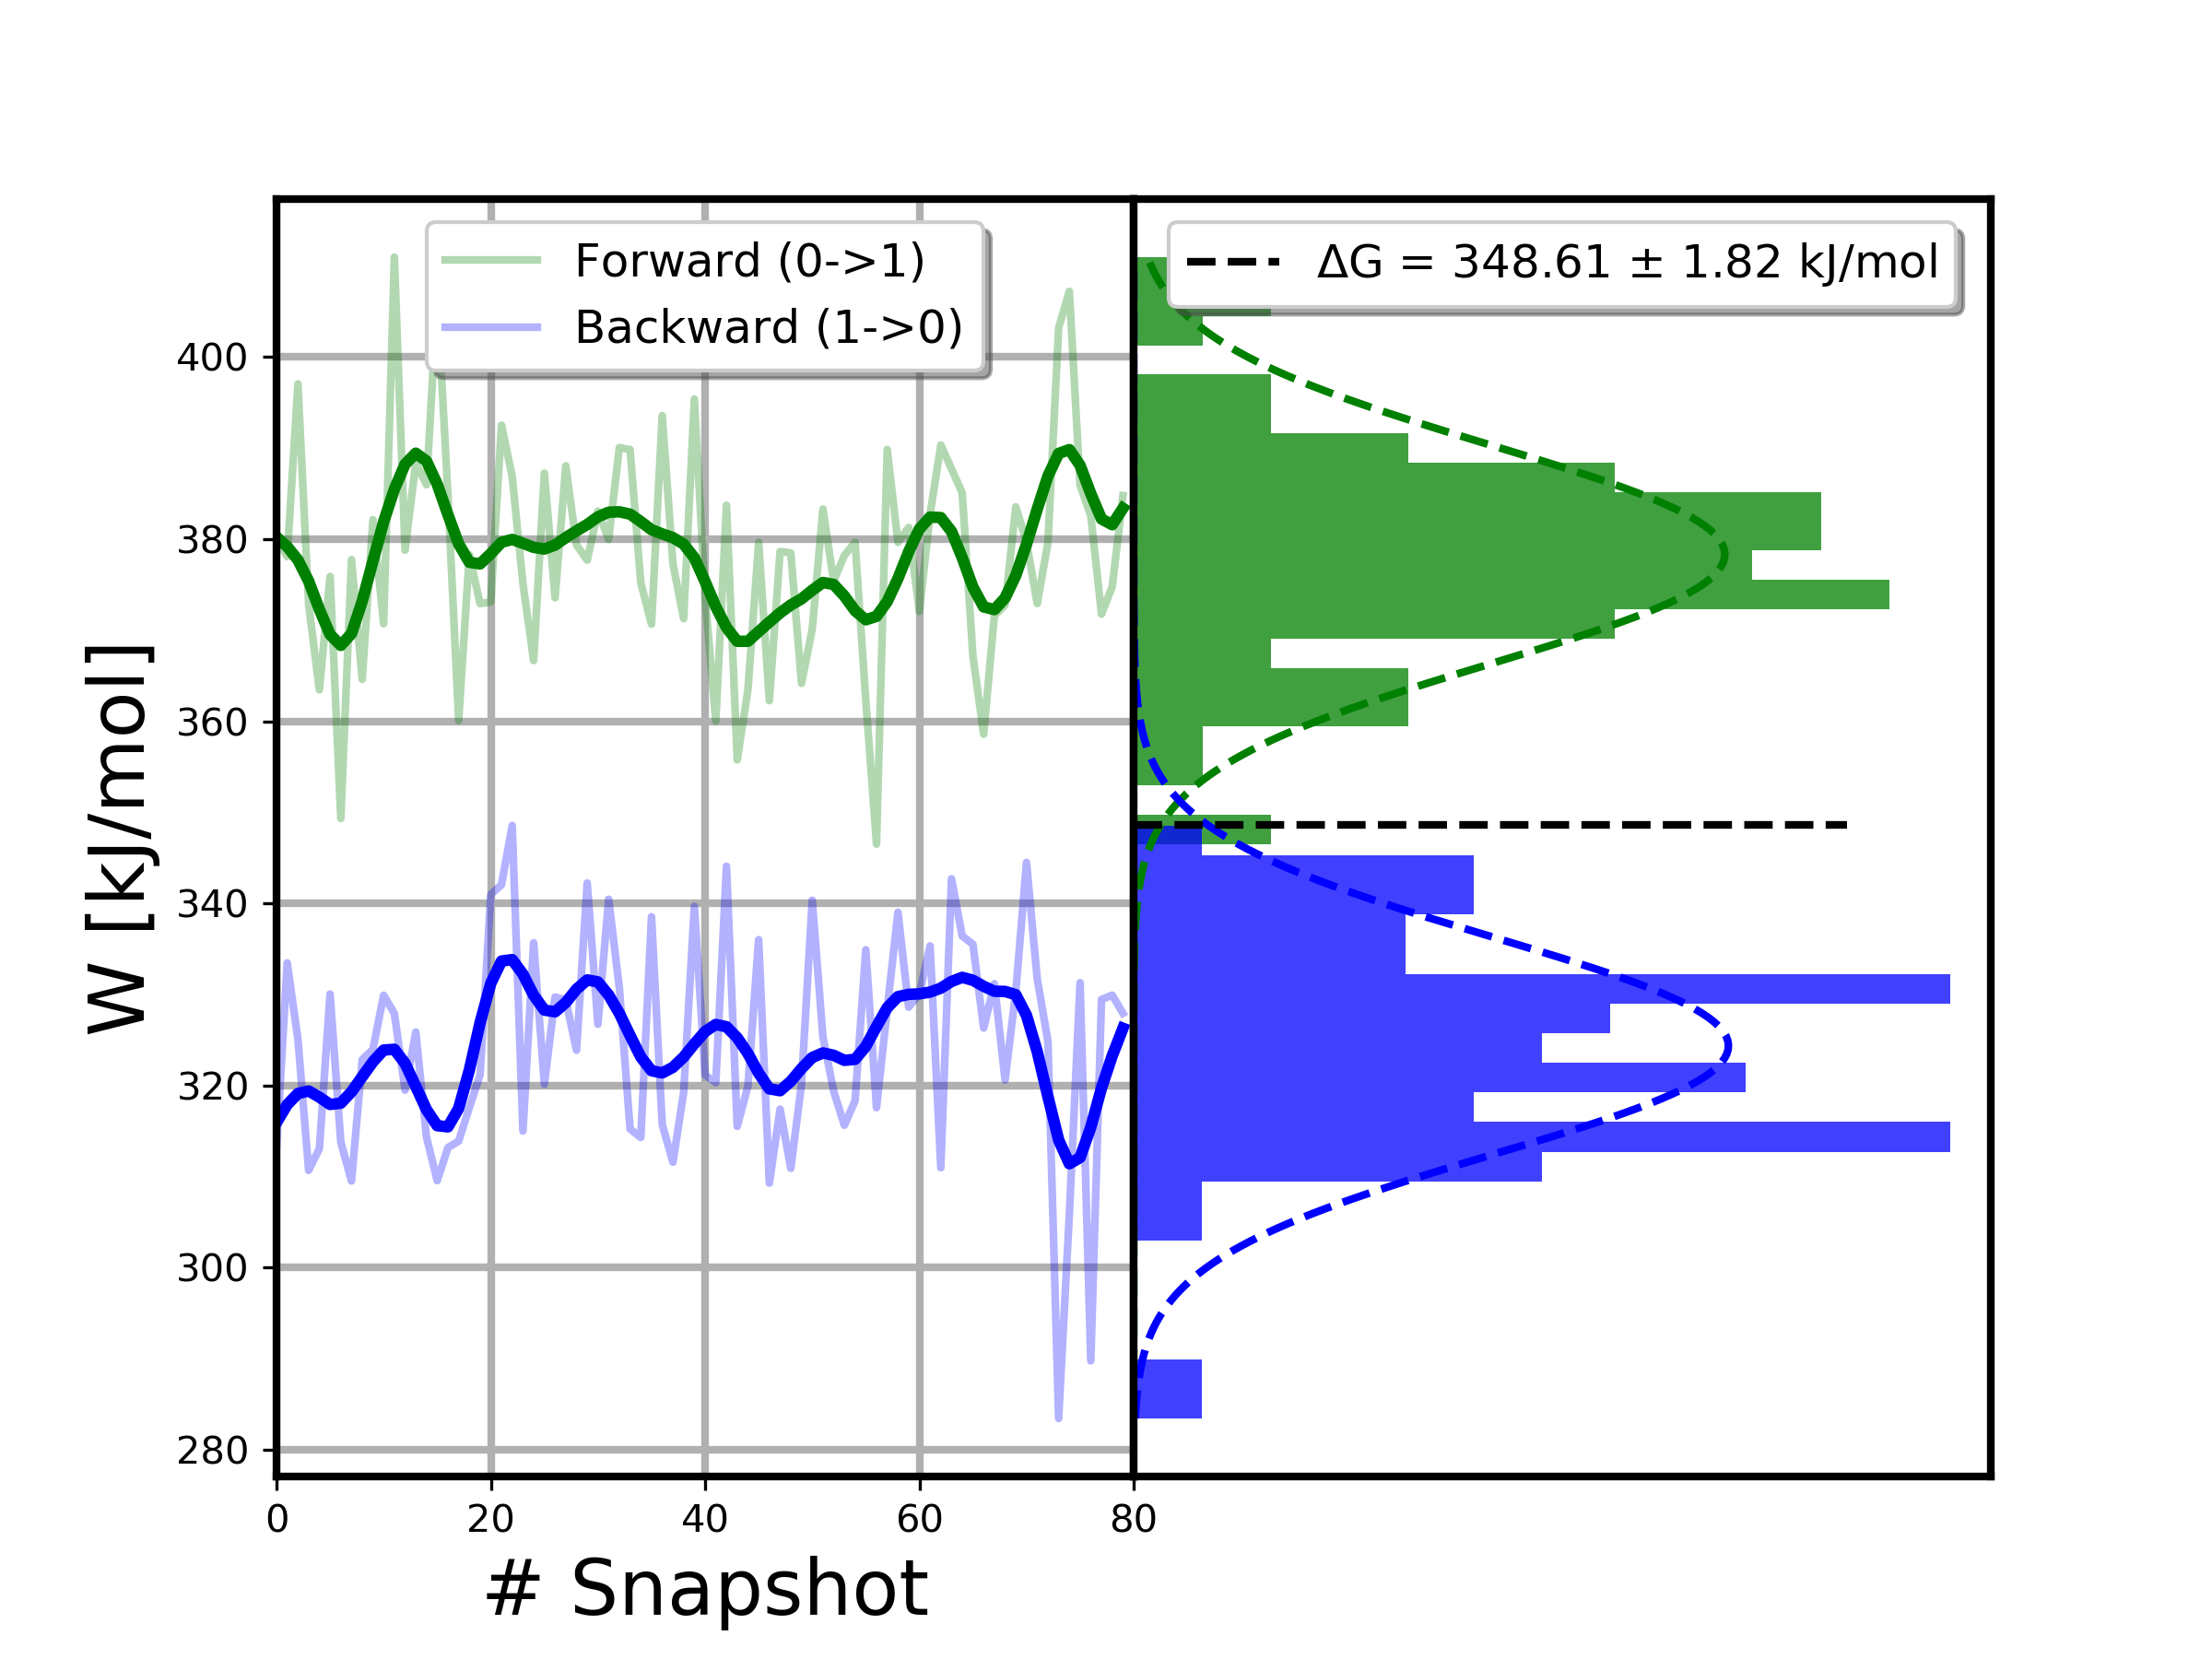 Forward (0->1)
Backward (1->0)
ΔG = 348.61 ± 1.82 kJ/mol
W [kJ/mol]
400
380
360
340
320
300
280
0 20 40 60 80
# Snapshot